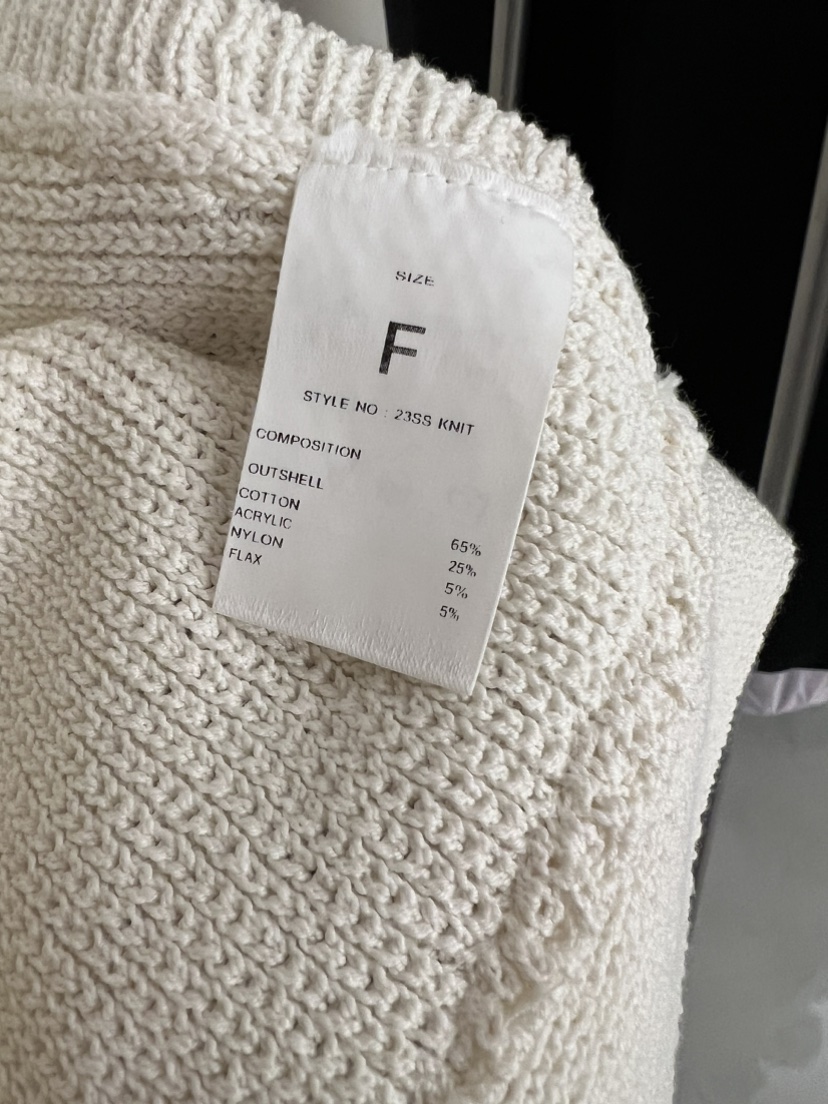 SIZE
F
STYLE NO : 23SS KNIT
COMPOSITION
OUTSHELL
COTTON 65%
ACRYLIC 25%
NYLON 5%
FLAX 5%